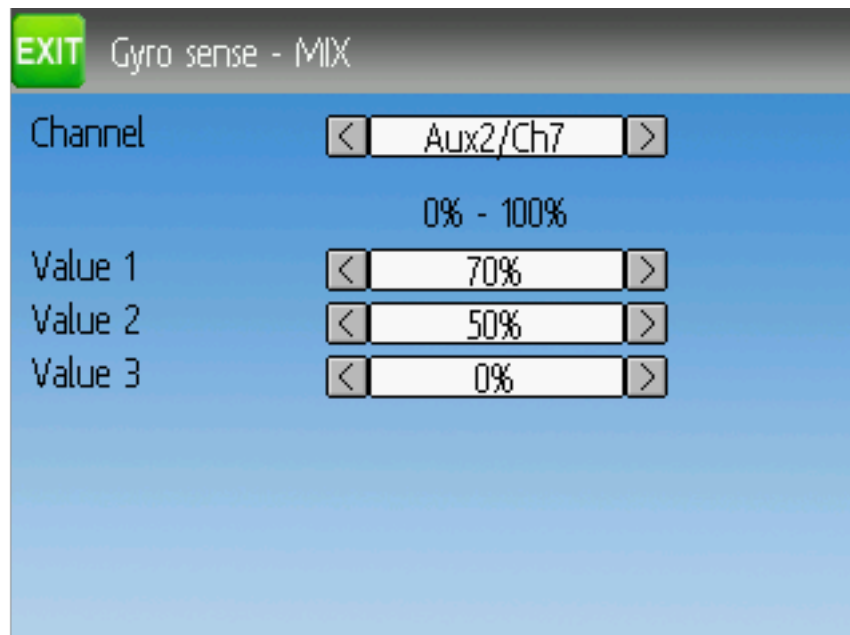 EXIT Gyro sense - MIX
Channel < Aux2/Ch7 >
0% - 100%
Value 1 < 70% >
Value 2 < 50% >
Value 3 < 0% >